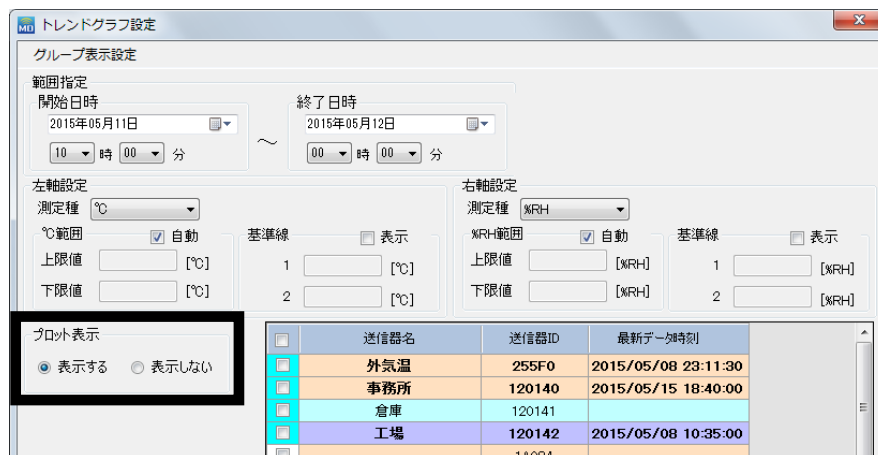 MD トレンドグラフ設定
グループ表示設定
範囲指定
開始日時
2015年05月11日
10 時 00 分
～
終了日時
2015年05月12日
00 時 00 分
左軸設定
測定種 ℃
℃範囲 自動
上限値 [℃]
下限値 [℃]
基準線 表示
1 [℃]
2 [℃]
右軸設定
測定種 %RH
%RH範囲 自動
上限値 [%RH]
下限値 [%RH]
基準線 表示
1 [%RH]
2 [%RH]
プロット表示
表示する 表示しない
送信器名 送信器ID 最新データ時刻
外気温 255F0 2015/05/08 23:11:30
事務所 120140 2015/05/15 18:40:00
倉庫 120141
工場 120142 2015/05/08 10:35:00